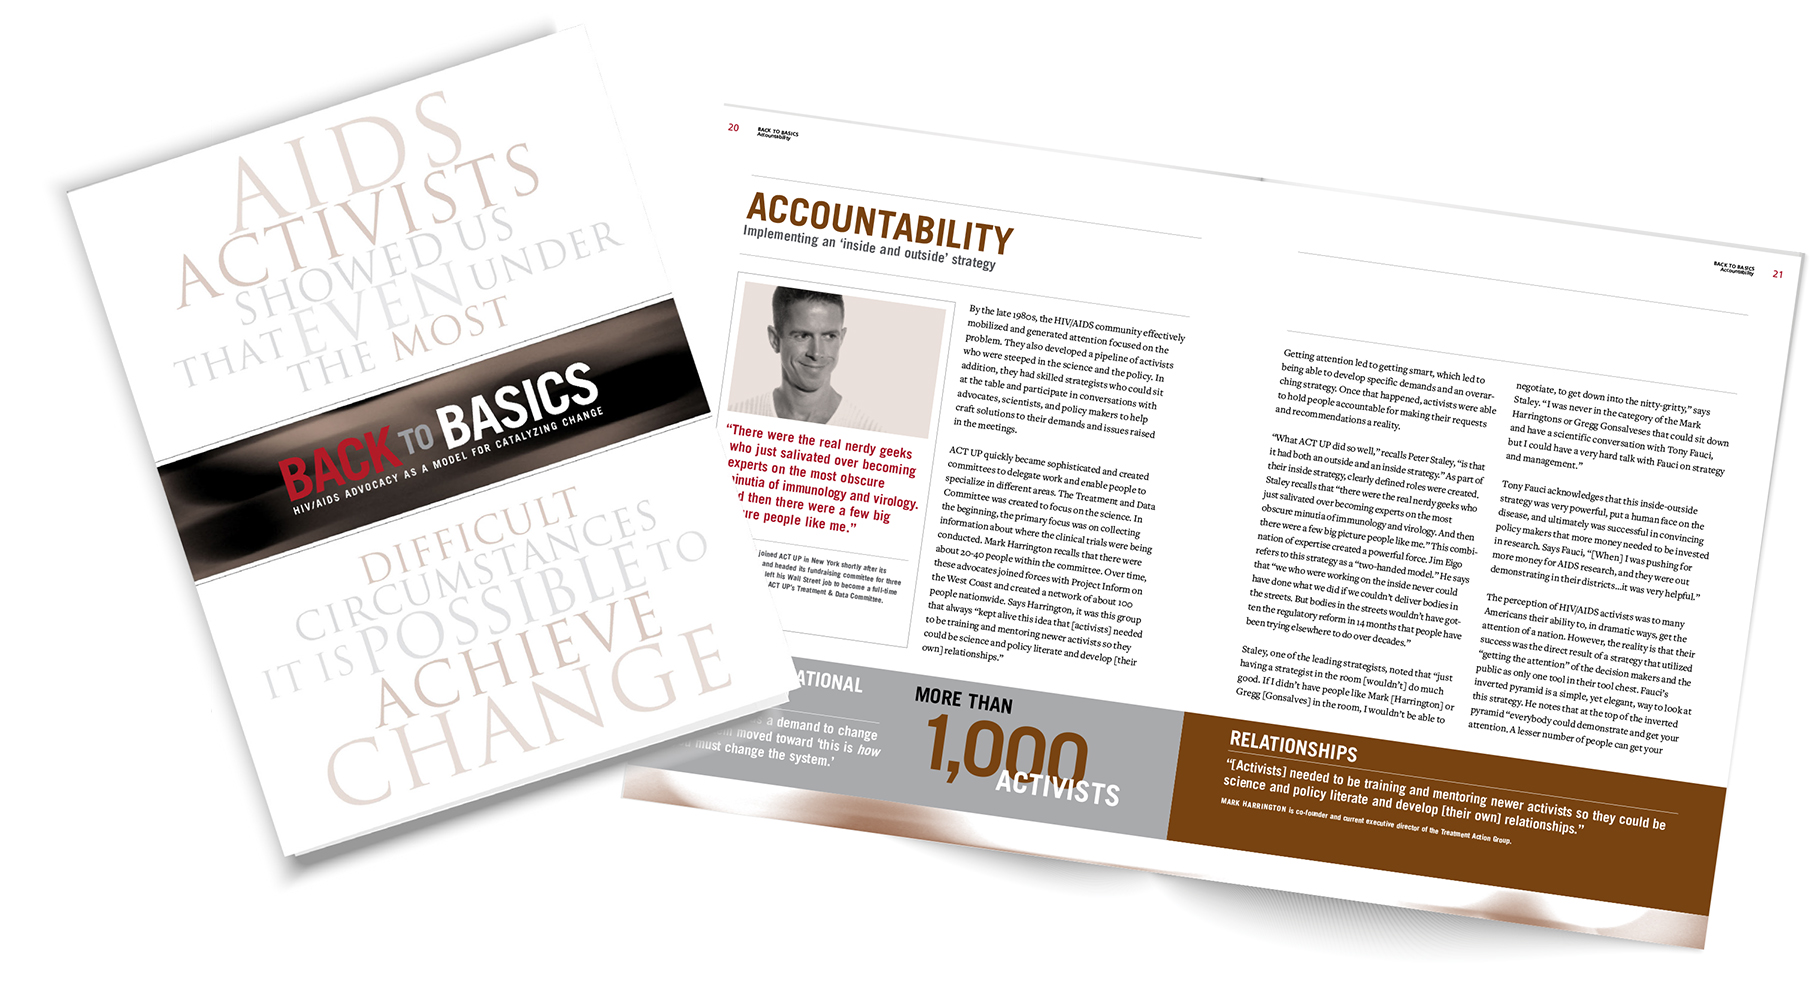 AIDS
ACTIVISTS
SHOWED US
THAT EVEN UNDER
THE MOST
BACK TO BASICS
HIV/AIDS ADVOCACY AS A MODEL FOR CATALYZING CHANGE
DIFFICULT
CIRCUMSTANCES
IT IS POSSIBLE TO
ACHIEVE
CHANGE
20
BACK TO BASICS
Accountability
ACCOUNTABILITY
Implementing an ‘inside and outside’ strategy
“There were the real nerdy geeks
who just salivated over becoming
experts on the most obscure
minutia of immunology and virology.
d then there were a few big
ure people like me.”
joined ACT UP in New York shortly after its
and headed its fundraising committee for three
left his Wall Street job to become a full-time
ACT UP’s Treatment & Data Committee.
By the late 1980s, the HIV/AIDS community effectively
mobilized and generated attention focused on the
problem. They also developed a pipeline of activists
who were steeped in the science and the policy. In
addition, they had skilled strategists who could sit
at the table and participate in conversations with
advocates, scientists, and policy makers to help
craft solutions to their demands and issues raised
in the meetings.
ACT UP quickly became sophisticated and created
committees to delegate work and enable people to
specialize in different areas. The Treatment and Data
Committee was created to focus on the science. In
the beginning, the primary focus was on collecting
information about where the clinical trials were being
conducted. Mark Harrington recalls that there were
about 20-40 people within the committee. Over time,
these advocates joined forces with Project Inform on
the West Coast and created a network of about 100
people nationwide. Says Harrington, it was this group
that always “kept alive this idea that [activists] needed
to be training and mentoring newer activists so they
could be science and policy literate and develop [their
own] relationships.”
ATIONAL
a demand to change
moved toward ‘this is how
must change the system.’
MORE THAN
1,000
ACTIVISTS
BACK TO BASICS
Accountability
21
Getting attention led to getting smart, which led to
being able to develop specific demands and an overar-
ching strategy. Once that happened, activists were able
to hold people accountable for making their requests
and recommendations a reality.
“What ACT UP did so well,” recalls Peter Staley, “is that
it had both an outside and an inside strategy.” As part of
their inside strategy, clearly defined roles were created.
Staley recalls that “there were the real nerdy geeks who
just salivated over becoming experts on the most
obscure minutia of immunology and virology. And then
there were a few big picture people like me.” This combi-
nation of expertise created a powerful force. Jim Eigo
refers to this strategy as a “two-handed model.” He says
that “we who were working on the inside never could
have done what we did if we couldn’t deliver bodies in
the streets. But bodies in the streets wouldn’t have got-
ten the regulatory reform in 14 months that people have
been trying elsewhere to do over decades.”
Staley, one of the leading strategists, noted that “just
having a strategist in the room [wouldn’t] do much
good. If I didn’t have people like Mark [Harrington] or
Gregg [Gonsalves] in the room, I wouldn’t be able to
negotiate, to get down into the nitty-gritty,” says
Staley. “I was never in the category of the Mark
Harringtons or Gregg Gonsalveses that could sit down
and have a scientific conversation with Tony Fauci,
but I could have a very hard talk with Fauci on strategy
and management.”
Tony Fauci acknowledges that this inside-outside
strategy was very powerful, put a human face on the
disease, and ultimately was successful in convincing
policy makers that more money needed to be invested
in research. Says Fauci, “[When] I was pushing for
more money for AIDS research, and they were out
demonstrating in their districts…it was very helpful.”
The perception of HIV/AIDS activists was to many
Americans their ability to, in dramatic ways, get the
attention of a nation. However, the reality is that their
success was the direct result of a strategy that utilized
“getting the attention” of the decision makers and the
public as only one tool in their tool chest. Fauci’s
inverted pyramid is a simple, yet elegant, way to look at
this strategy. He notes that at the top of the inverted
pyramid “everybody could demonstrate and get your
attention. A lesser number of people can get your
RELATIONSHIPS
“[Activists] needed to be training and mentoring newer activists so they could be
science and policy literate and develop [their own] relationships.”
MARK HARRINGTON is co-founder and current executive director of the Treatment Action Group.